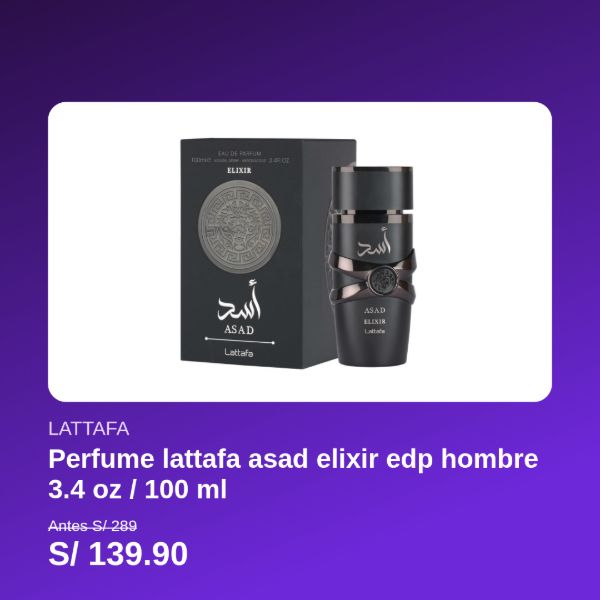 EAU DE PARFUM
ELIXIR
أسد
ASAD
Lattafa
أسد
ASAD
ELIXIR
Lattafa
LATTAFA
Perfume lattafa asad elixir edp hombre
3.4 oz / 100 ml
Antes S/ 289
S/ 139.90